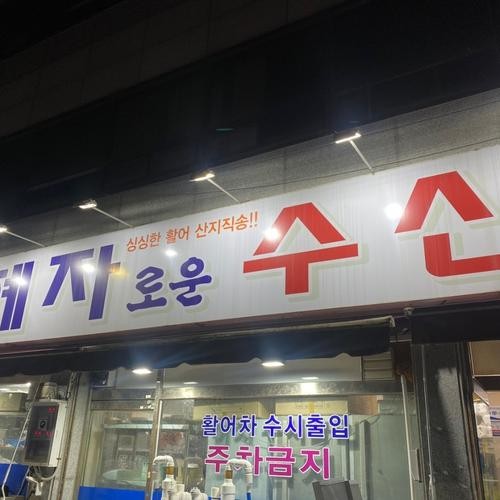 싱싱한 활어 산지직송!!
제자로운 수산
활어차 수시출입
주차금지